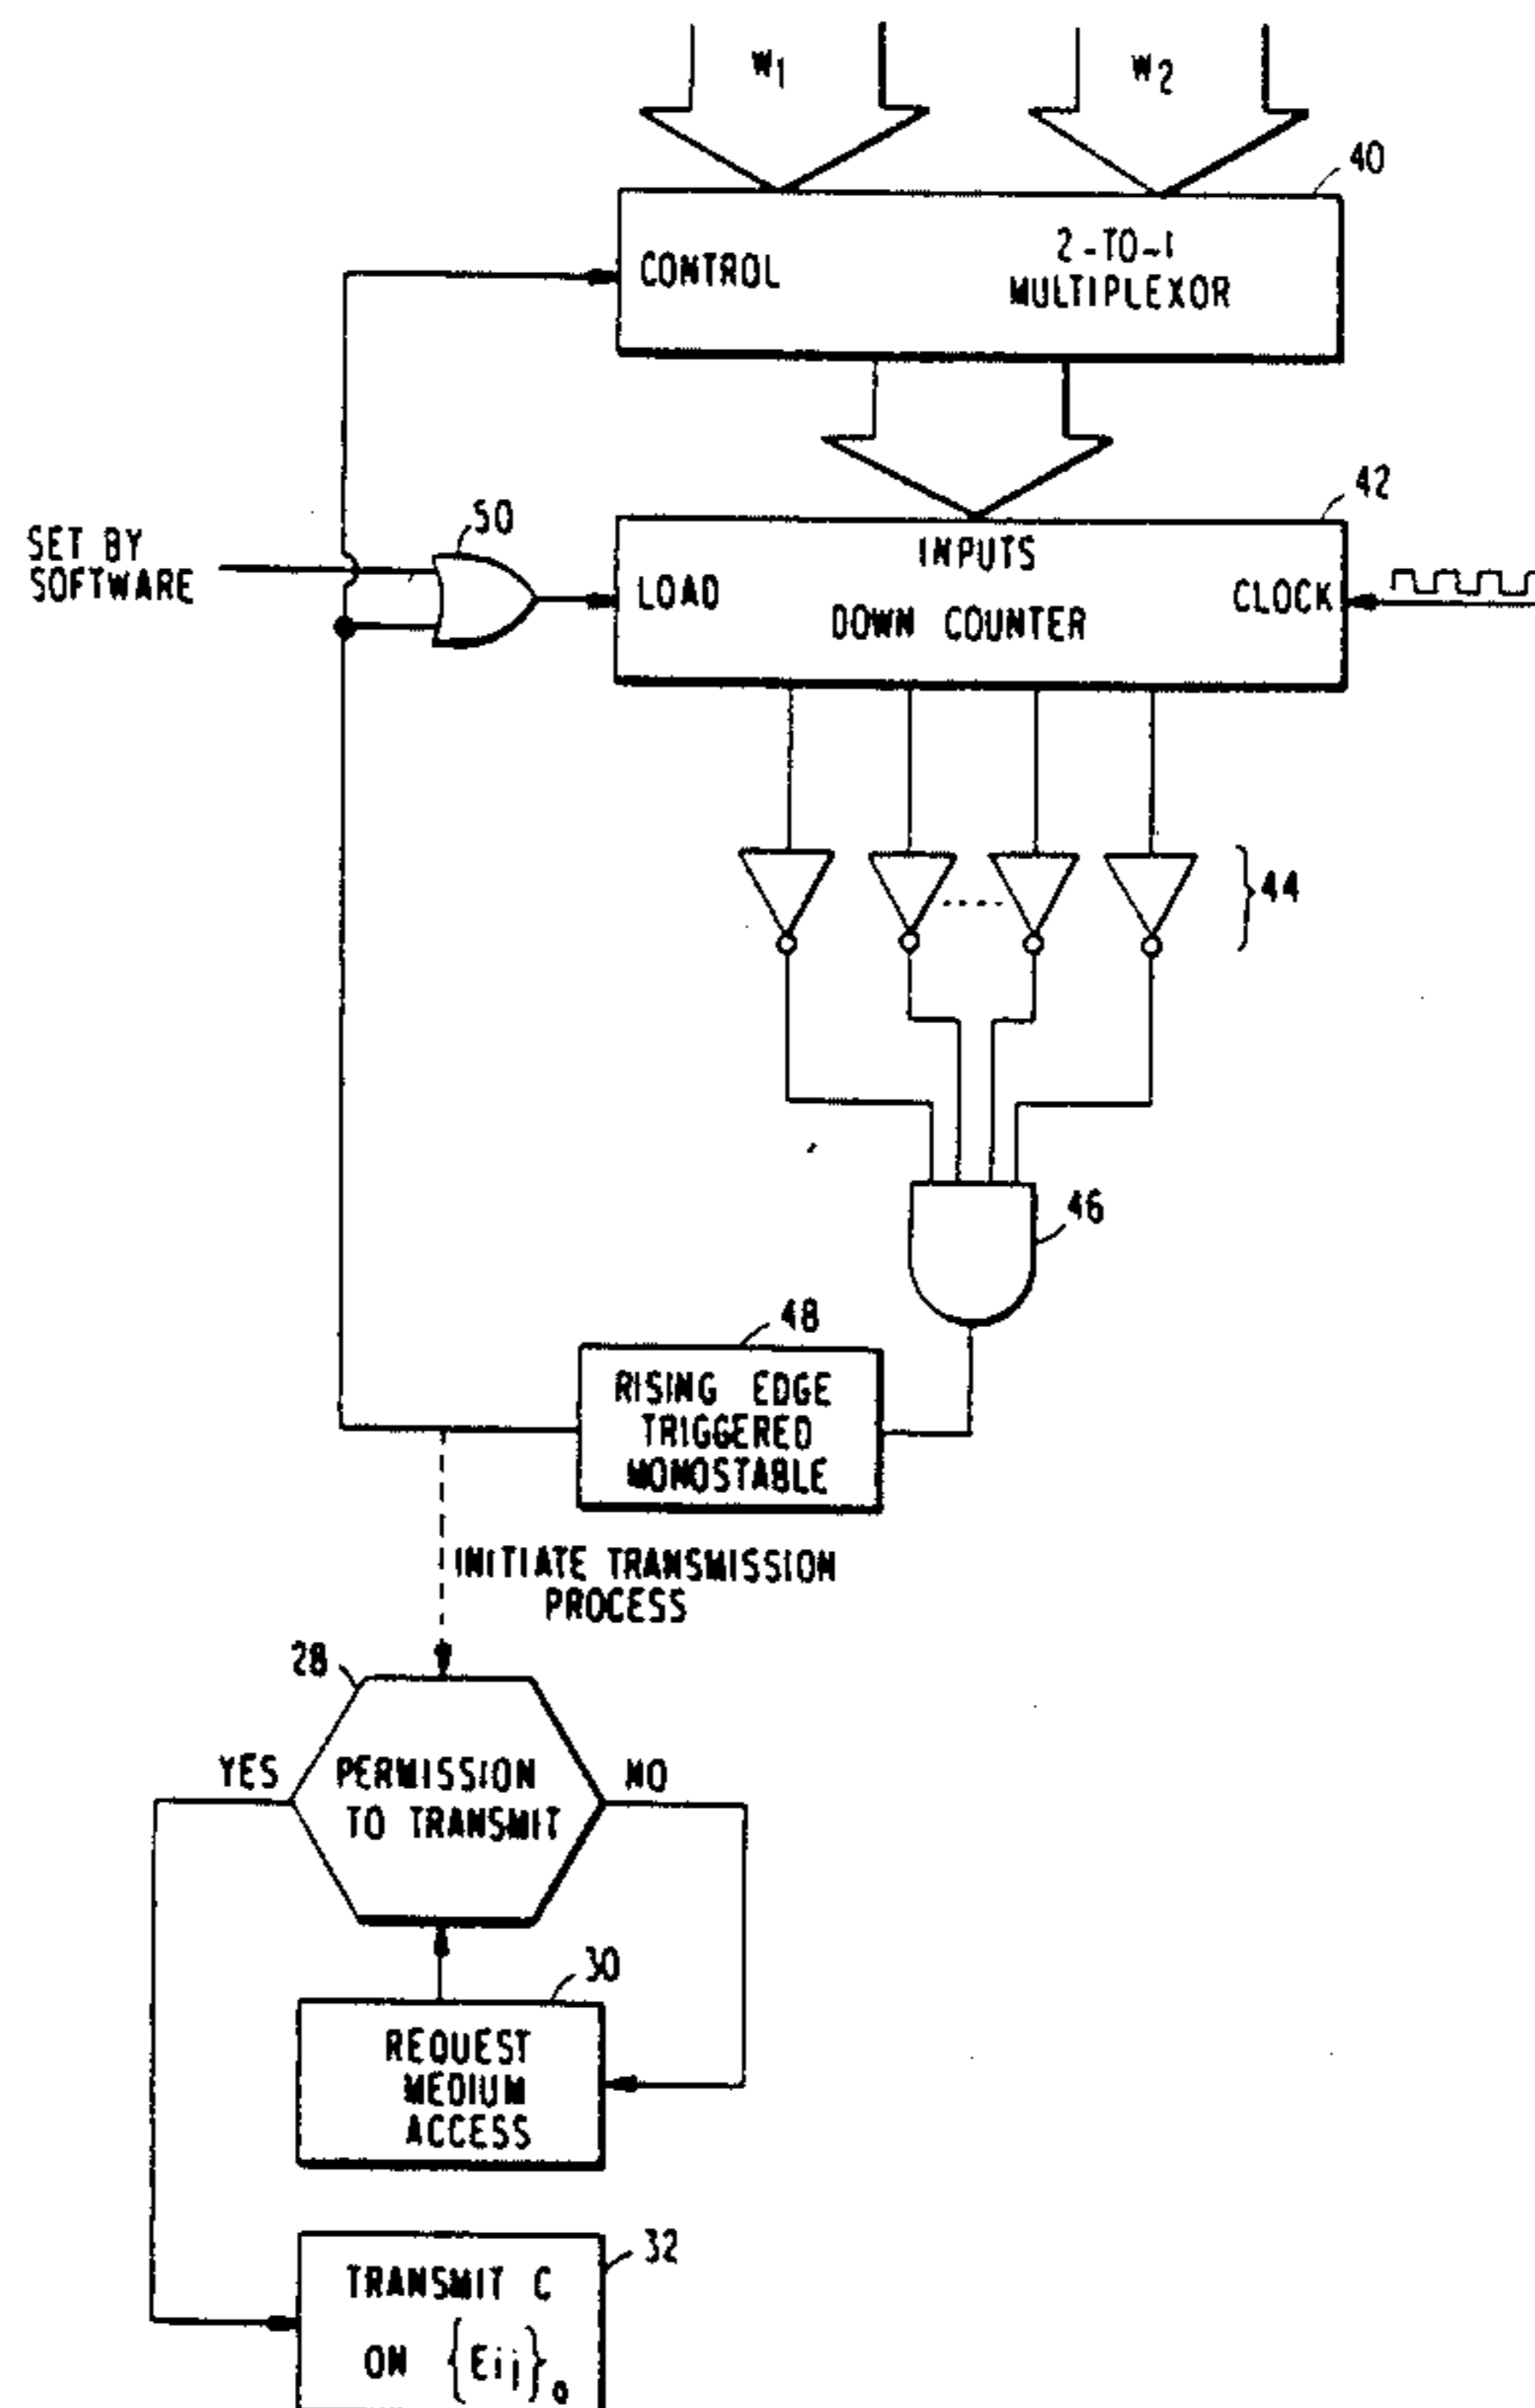 W1
W2
40
CONTROL
2-TO-1
MULTIPLEXOR
42
50
SET BY
SOFTWARE
INPUTS
LOAD
CLOCK
DOWN COUNTER
44
46
48
RISING EDGE
TRIGGERED
MONOSTABLE
INITIATE TRANSMISSION
PROCESS
28
YES
PERMISSION
TO TRANSMIT
NO
30
REQUEST
MEDIUM
ACCESS
32
TRANSMIT C
ON {Eij}o